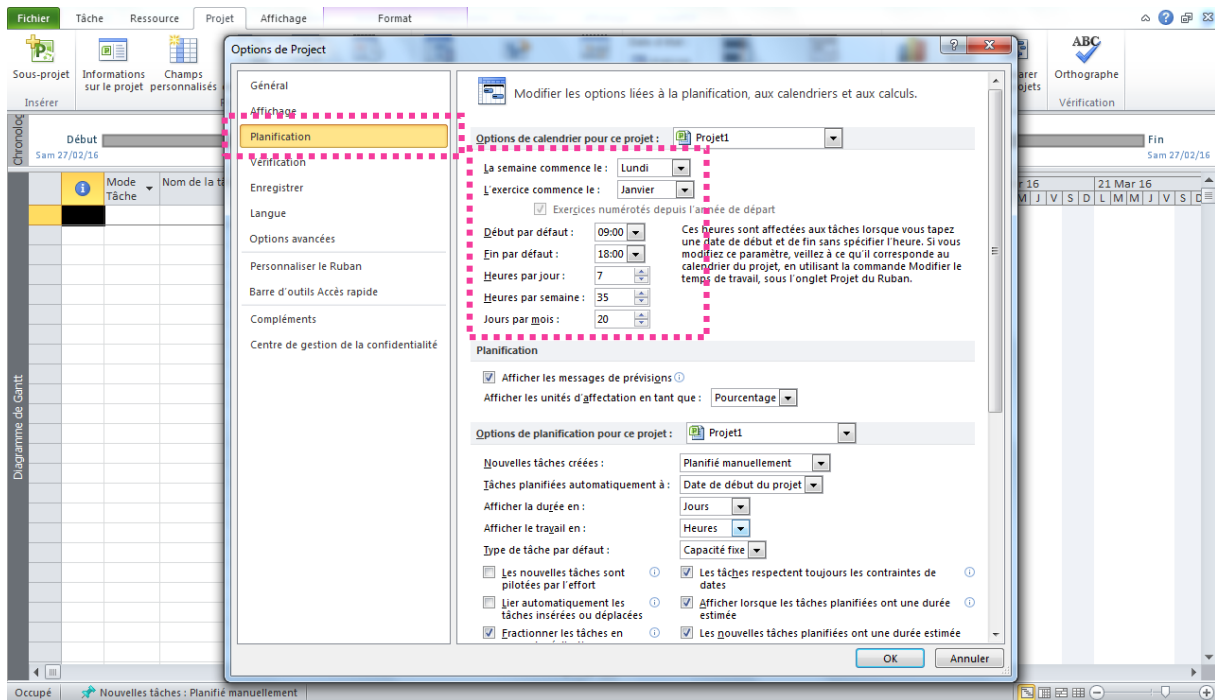 Fichier Tâche Ressource Projet Affichage Format
Sous-projet
Informations sur le projet
Champs personnalisés
Insérer
ABC
Orthographe
Vérification
Options de Project
Général
Affichage
Planification
Vérification
Enregistrer
Langue
Options avancées
Personnaliser le Ruban
Barre d'outils Accès rapide
Compléments
Centre de gestion de la confidentialité
Modifier les options liées à la planification, aux calendriers et aux calculs.
Options de calendrier pour ce projet : Projet1
La semaine commence le : Lundi
L'exercice commence le : Janvier
Exercices numérotés depuis l'année de départ
Début par défaut : 09:00
Fin par défaut : 18:00
Heures par jour : 7
Heures par semaine : 35
Jours par mois : 20
Ces heures sont affectées aux tâches lorsque vous tapez
une date de début et de fin sans spécifier l'heure. Si vous
modifiez ce paramètre, veillez à ce qu'il corresponde au
calendrier du projet, en utilisant la commande Modifier le
temps de travail, sous l'onglet Projet du Ruban.
Planification
Afficher les messages de prévisions
Afficher les unités d'affectation en tant que : Pourcentage
Options de planification pour ce projet : Projet1
Nouvelles tâches créées : Planifié manuellement
Tâches planifiées automatiquement à : Date de début du projet
Afficher la durée en : Jours
Afficher le travail en : Heures
Type de tâche par défaut : Capacité fixe
Les nouvelles tâches sont
pilotées par l'effort
Les tâches respectent toujours les contraintes de
dates
Lier automatiquement les
tâches insérées ou déplacées
Afficher lorsque les tâches planifiées ont une durée
estimée
Fractionner les tâches en
Les nouvelles tâches planifiées ont une durée estimée
OK Annuler
Chronolog
Début
Sam 27/02/16
Fin
Sam 27/02/16
Mode
Tâche
Nom de la
16 21 Mar 16
M J V S D L M M J V S D
Diagramme de Gantt
Occupé Nouvelles tâches : Planifié manuellement